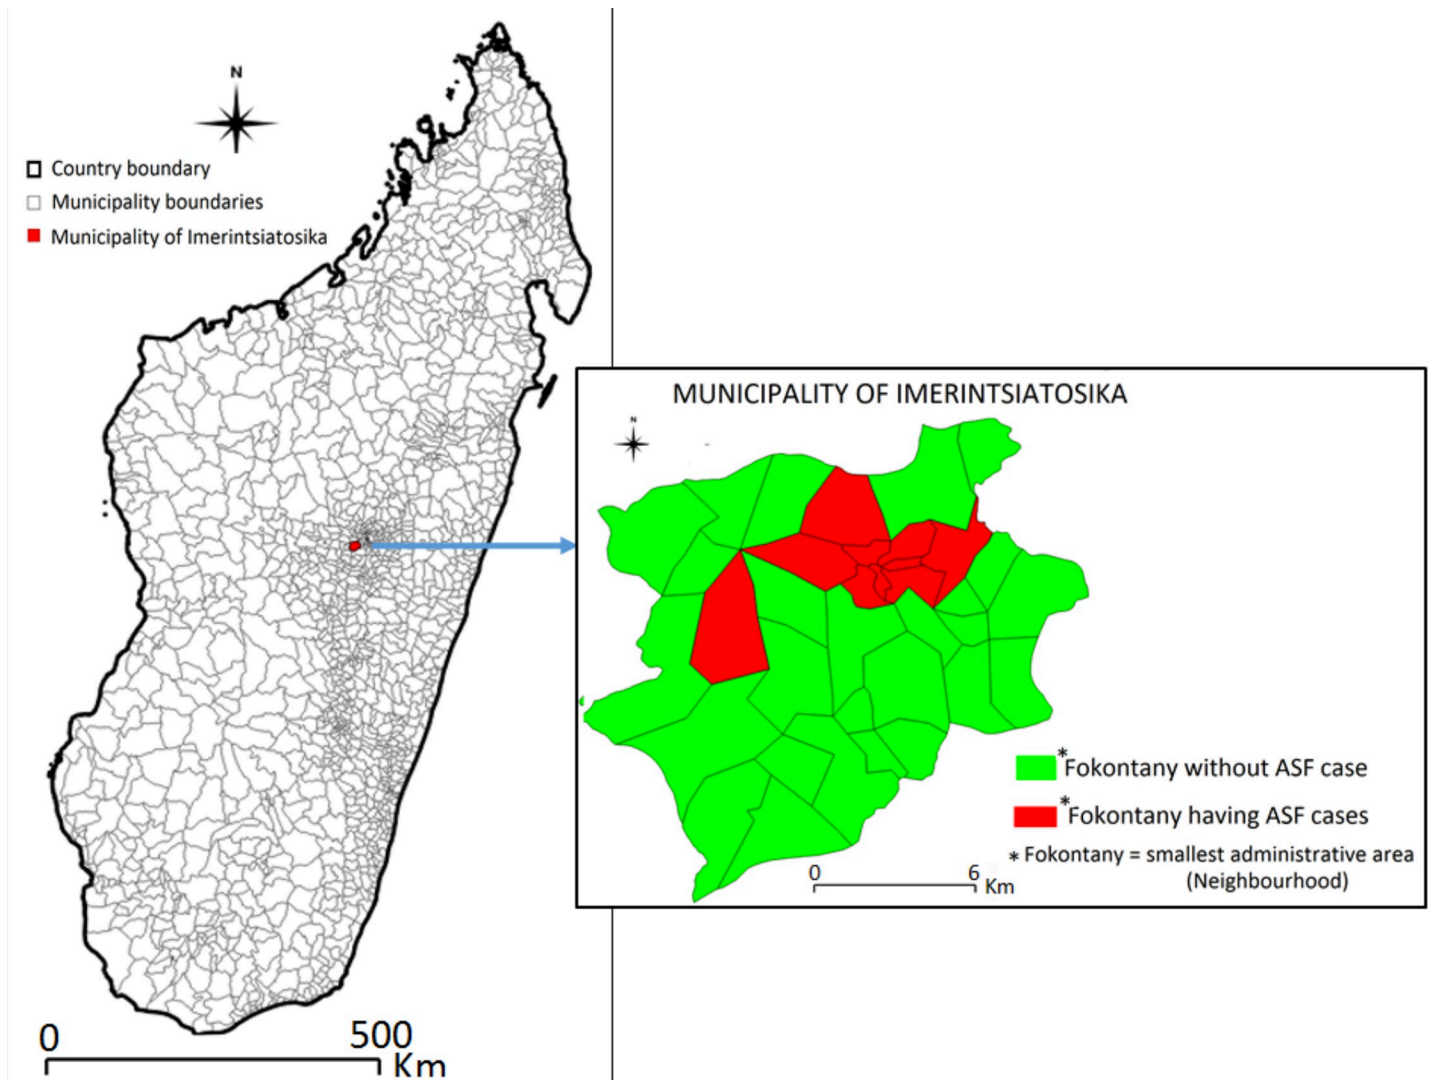 N
Country boundary
Municipality boundaries
Municipality of Imerintsiatosika
MUNICIPALITY OF IMERINTSIATOSIKA
N
*Fokontany without ASF case
*Fokontany having ASF cases
* Fokontany = smallest administrative area
(Neighbourhood)
0 6
Km
0 500
Km